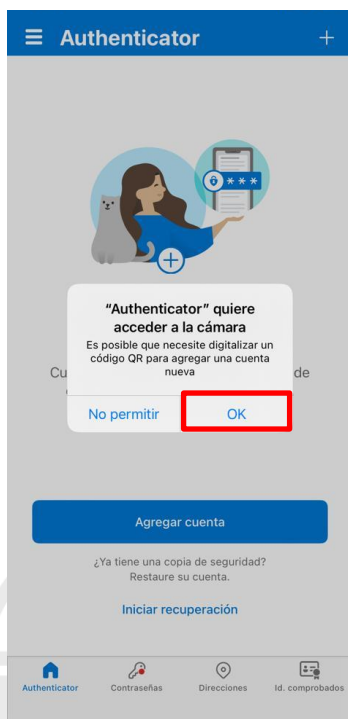 Authenticator
***
"Authenticator" quiere
acceder a la cámara
Es posible que necesite digitalizar un
código QR para agregar una cuenta
nueva
Cu
de
No permitir
OK
Agregar cuenta
¿Ya tiene una copia de seguridad?
Restaure su cuenta.
Iniciar recuperación
Authenticator
Contraseñas
Direcciones
Id. comprobados